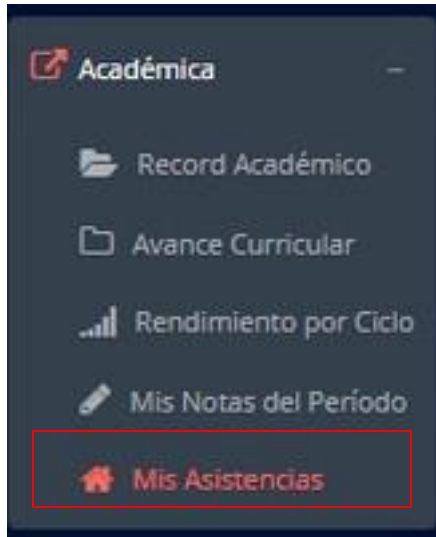 Académica
Record Académico
Avance Curricular
Rendimiento por Ciclo
Mis Notas del Período
Mis Asistencias